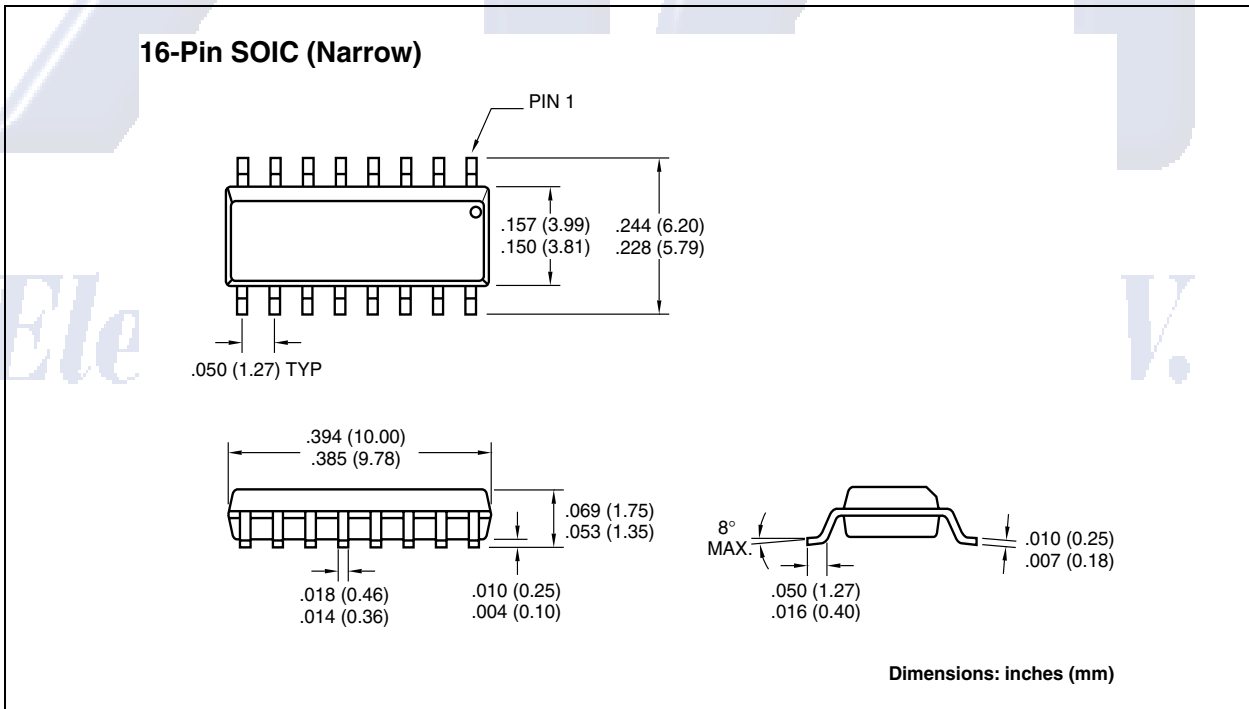 16-Pin SOIC (Narrow)
PIN 1
.157 (3.99)
.150 (3.81)
.244 (6.20)
.228 (5.79)
.050 (1.27) TYP
.394 (10.00)
.385 (9.78)
.069 (1.75)
.053 (1.35)
.018 (0.46)
.014 (0.36)
.010 (0.25)
.004 (0.10)
8°
MAX.
.010 (0.25)
.007 (0.18)
.050 (1.27)
.016 (0.40)
Dimensions: inches (mm)
Ele
V.